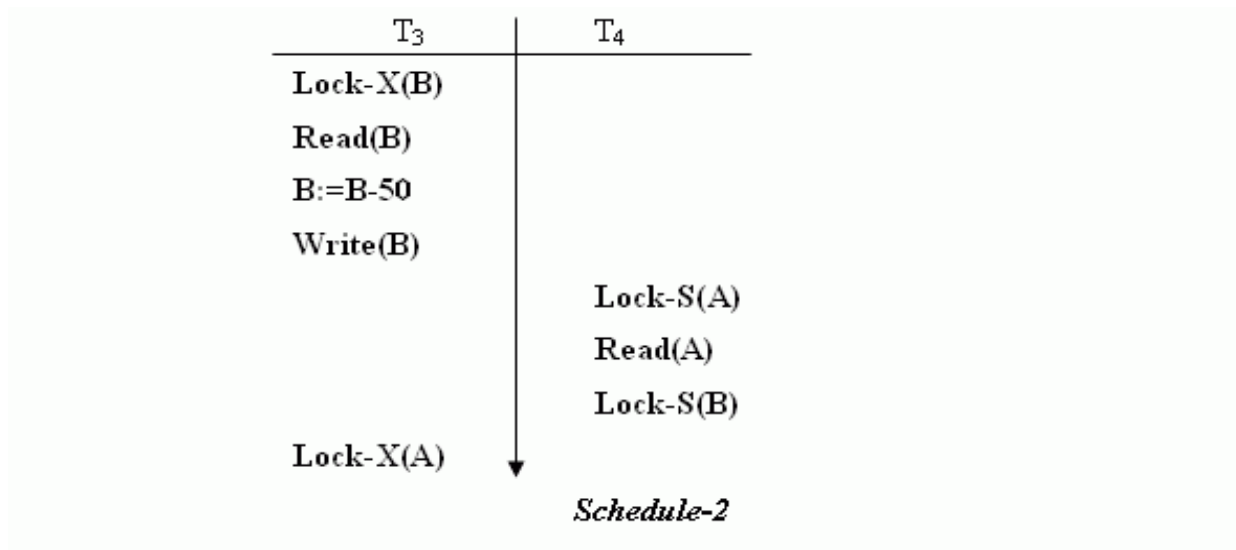 T₃ T₄
Lock-X(B)
Read(B)
B:=B-50
Write(B)
Lock-S(A)
Read(A)
Lock-S(B)
Lock-X(A)
Schedule-2